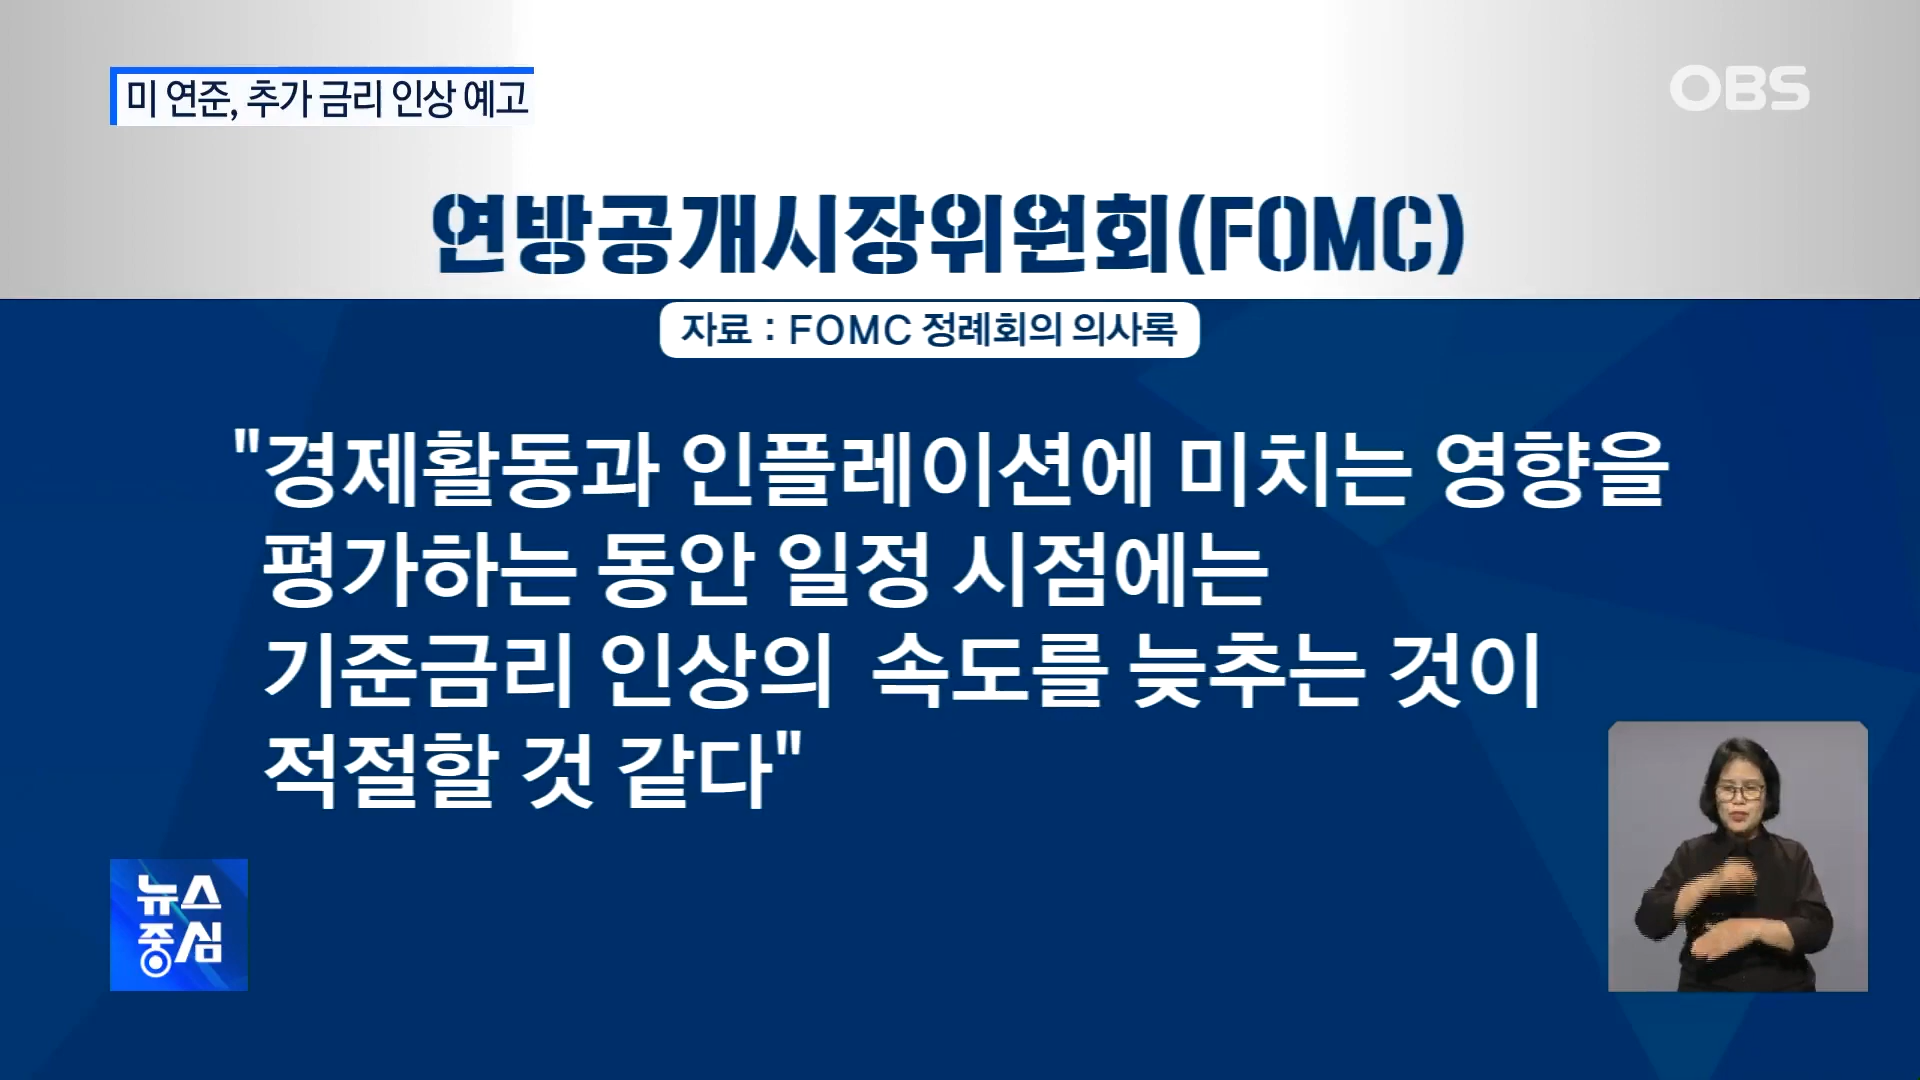 미 연준, 추가 금리 인상 예고
OBS
연방공개시장위원회(FOMC)
자료 : FOMC 정례회의 의사록
"경제활동과 인플레이션에 미치는 영향을
평가하는 동안 일정 시점에는
기준금리 인상의 속도를 늦추는 것이
적절할 것 같다"
뉴스
중심